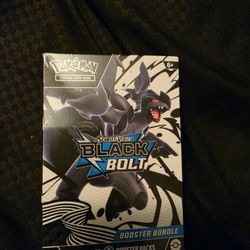 Pokémon
TRADING CARD GAME
6+
Scarlet & Violet
BLACK
BOLT
BOOSTER BUNDLE
BOOSTER PACKS